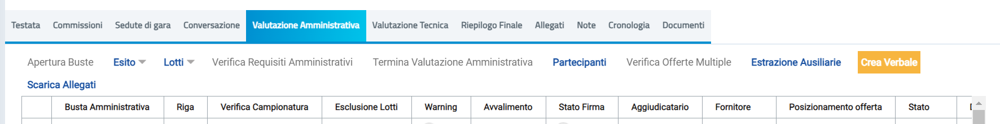 Testata Commissioni Sedute di gara Conversazione Valutazione Amministrativa Valutazione Tecnica Riepilogo Finale Allegati Note Cronologia Documenti
Apertura Buste Esito Lotti Verifica Requisiti Amministrativi Termina Valutazione Amministrativa Partecipanti Verifica Offerte Multiple Estrazione Ausiliarie Crea Verbale
Scarica Allegati
Busta Amministrativa Riga Verifica Campionatura Esclusione Lotti Warning Avvalimento Stato Firma Aggiudicatario Fornitore Posizionamento offerta Stato